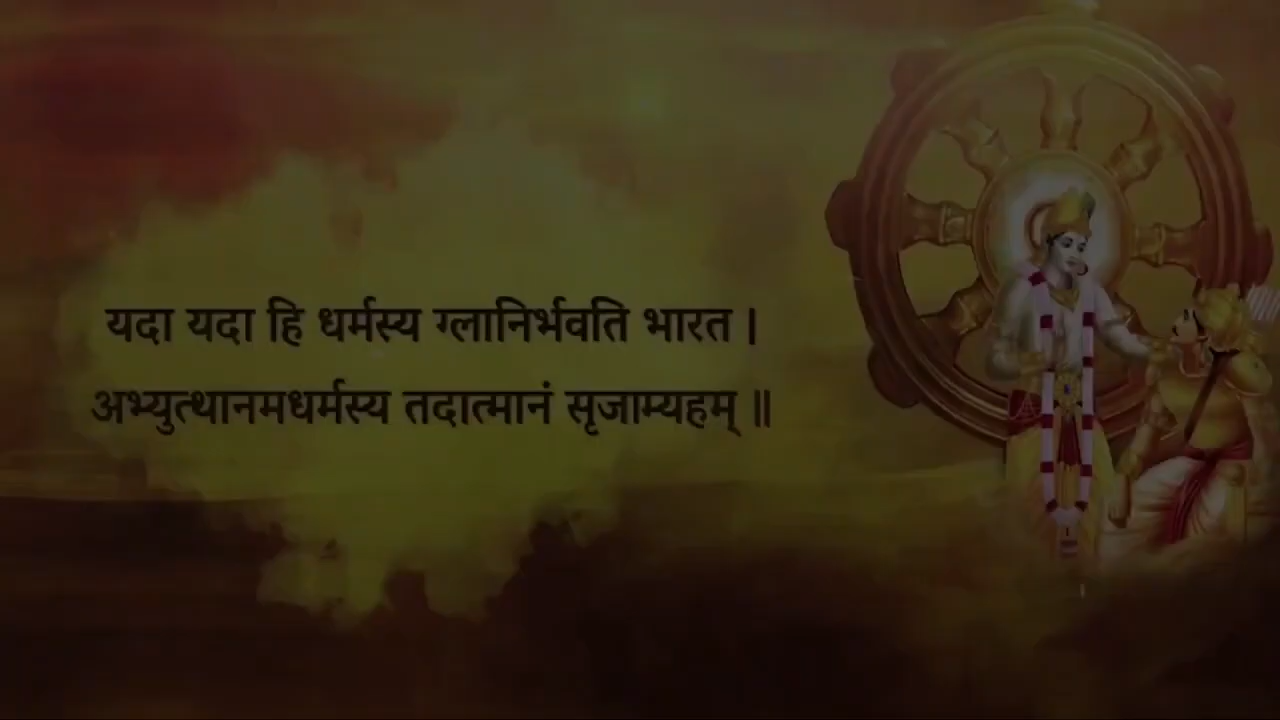 यदा यदा हि धर्मस्य ग्लानिर्भवति भारत ।
अभ्युत्थानमधर्मस्य तदात्मानं सृजाम्यहम् ॥